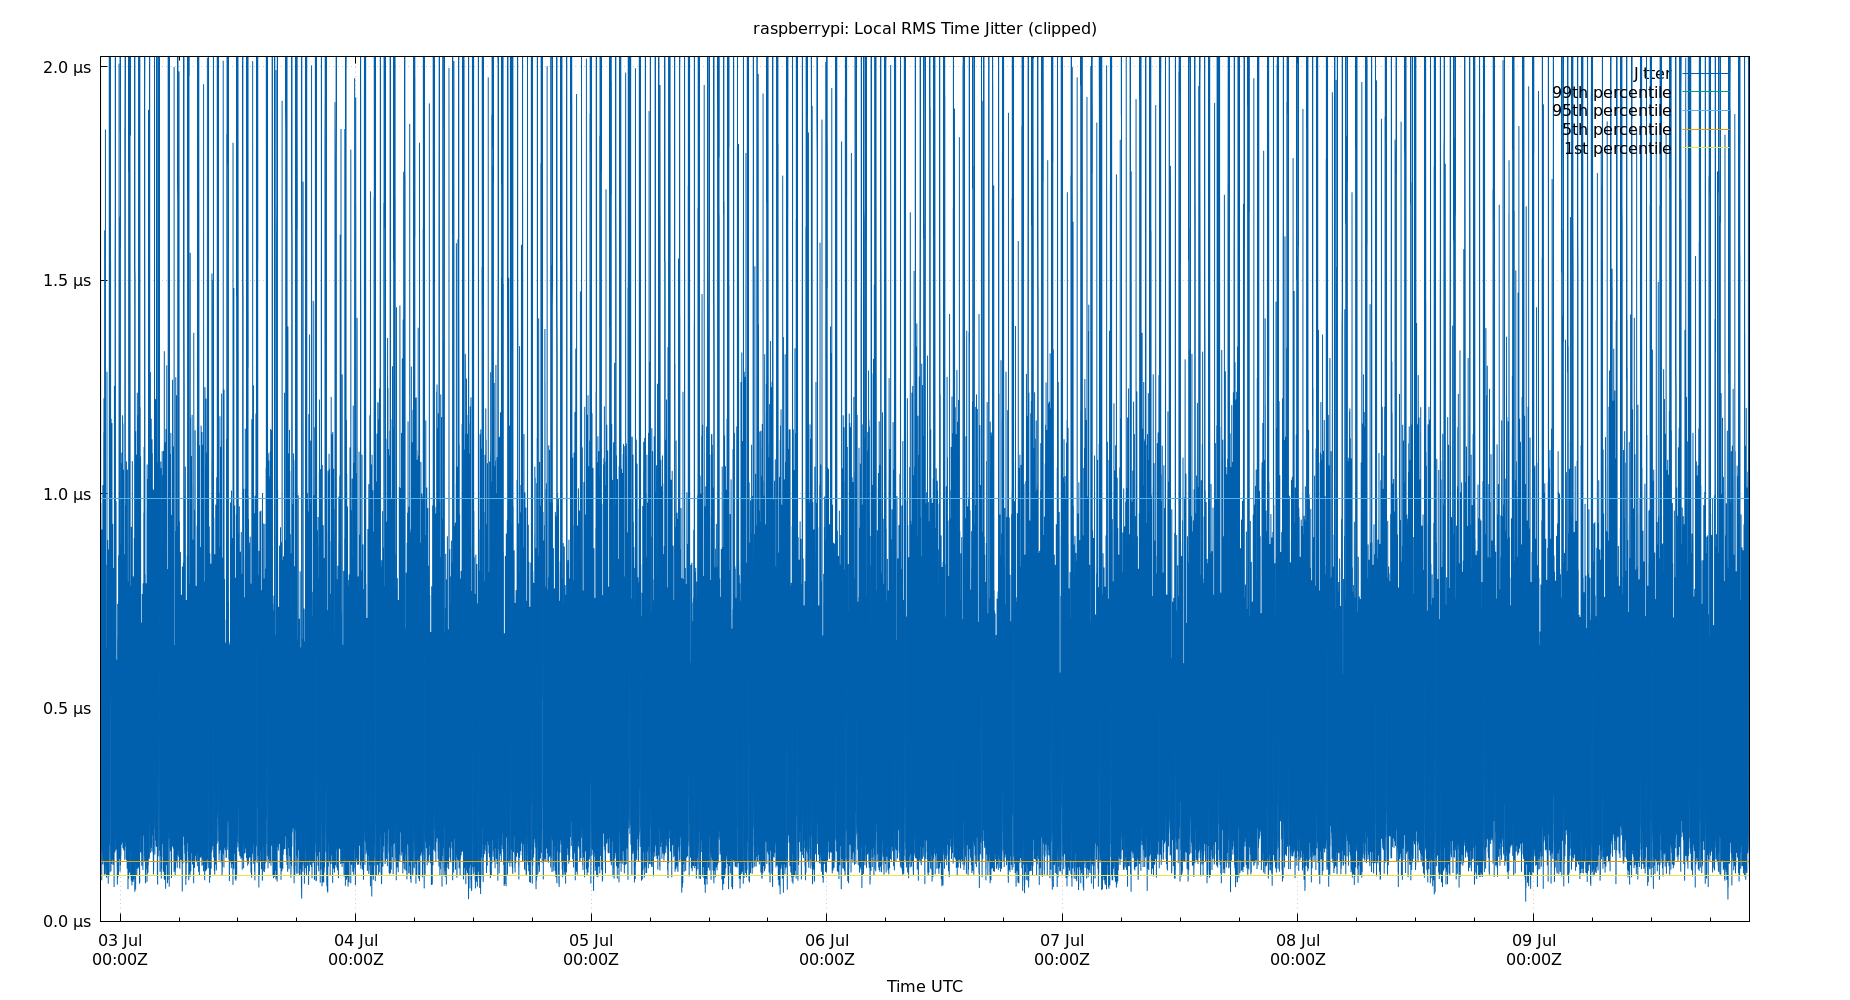 raspberrypi: Local RMS Time Jitter (clipped)
2.0 µs
1.5 µs
1.0 µs
0.5 µs
0.0 µs
Jitter
99th percentile
95th percentile
5th percentile
1st percentile
03 Jul
00:00Z
04 Jul
00:00Z
05 Jul
00:00Z
06 Jul
00:00Z
07 Jul
00:00Z
08 Jul
00:00Z
09 Jul
00:00Z
Time UTC